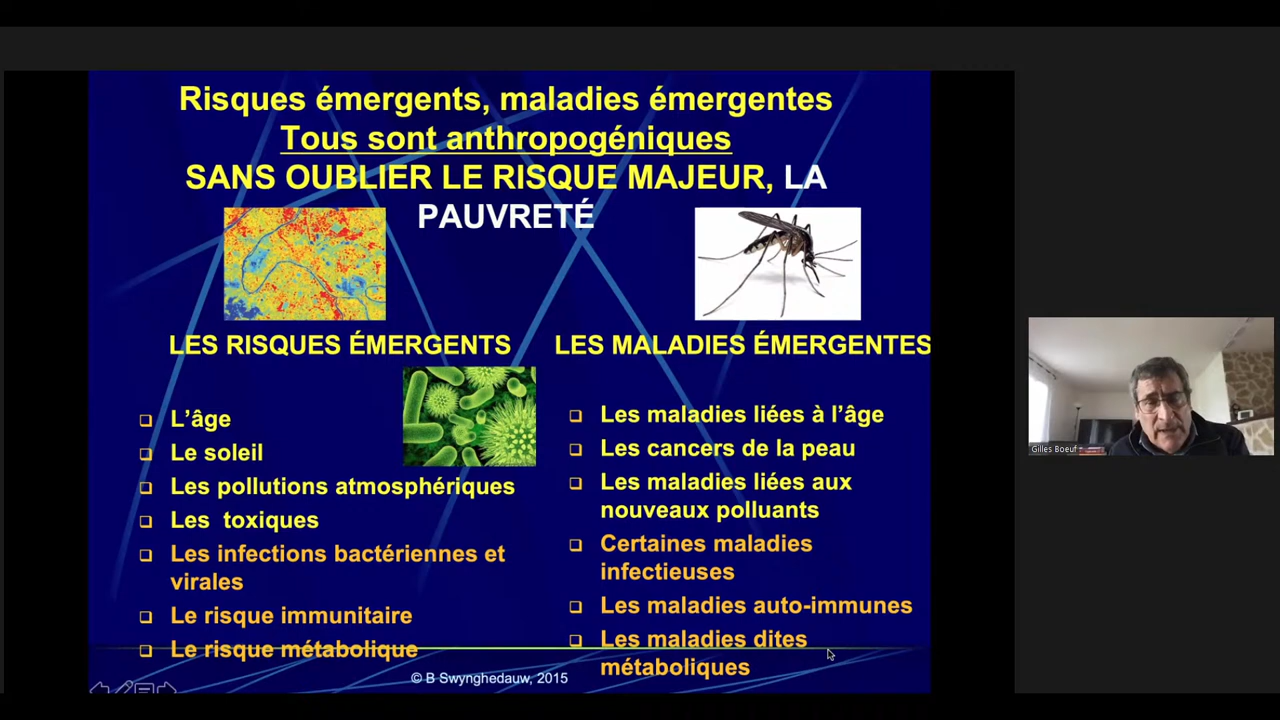 Risques émergents, maladies émergentes
Tous sont anthropogéniques
SANS OUBLIER LE RISQUE MAJEUR, LA
PAUVRETÉ
LES RISQUES ÉMERGENTS
L’âge
Le soleil
Les pollutions atmosphériques
Les toxiques
Les infections bactériennes et
virales
Le risque immunitaire
Le risque métabolique
LES MALADIES ÉMERGENTES
Les maladies liées à l’âge
Les cancers de la peau
Les maladies liées aux
nouveaux polluants
Certaines maladies
infectieuses
Les maladies auto-immunes
Les maladies dites
métaboliques
© B Swynghedauw, 2015
Gilles Boeuf